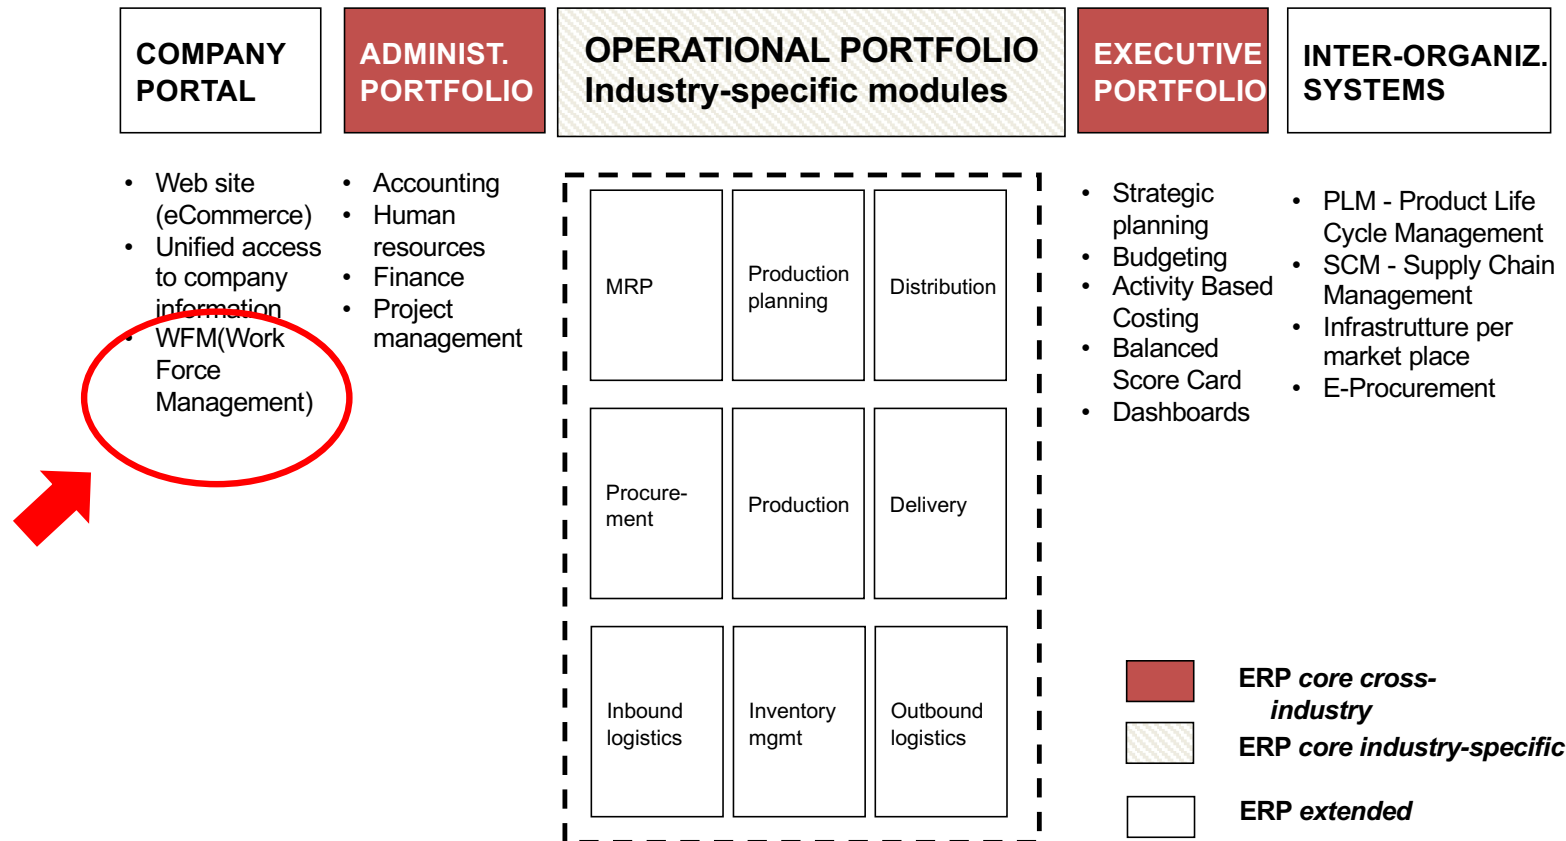 COMPANY
PORTAL
ADMINIST.
PORTFOLIO
OPERATIONAL PORTFOLIO
Industry-specific modules
EXECUTIVE
PORTFOLIO
INTER-ORGANIZ.
SYSTEMS
• Web site
(eCommerce)
• Unified access
to company
information
• WFM(Work
Force
Management)
• Accounting
• Human
resources
• Finance
• Project
management
MRP
Production
planning
Distribution
Procure-
ment
Production
Delivery
Inbound
logistics
Inventory
mgmt
Outbound
logistics
• Strategic
planning
• Budgeting
• Activity Based
Costing
• Balanced
Score Card
• Dashboards
• PLM - Product Life
Cycle Management
• SCM - Supply Chain
Management
• Infrastrutture per
market place
• E-Procurement
ERP core cross-
industry
ERP core industry-specific
ERP extended